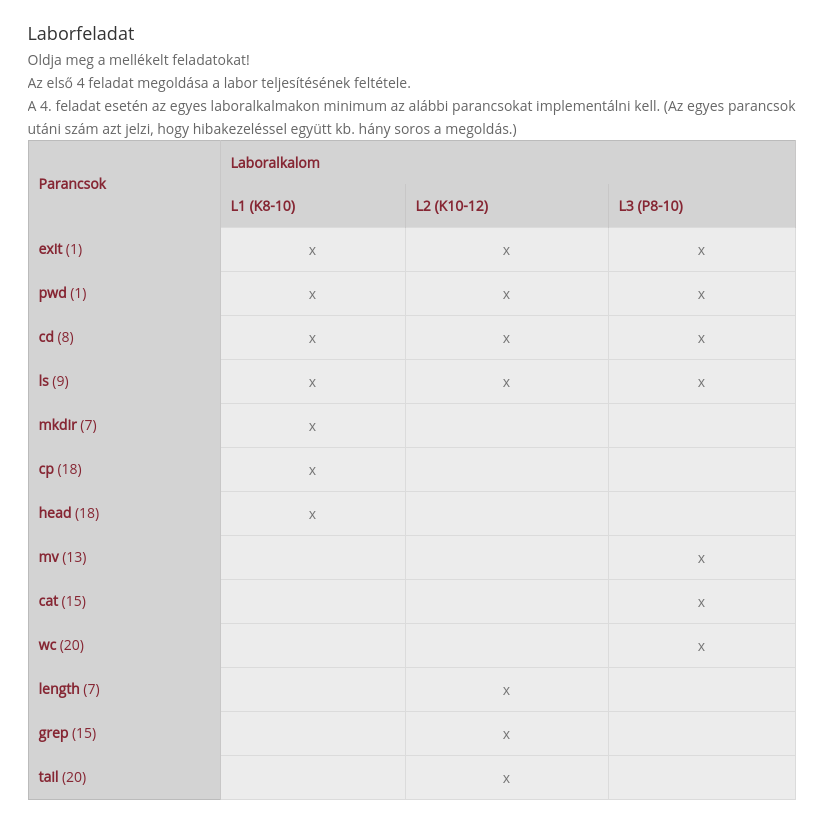 Laborfeladat
Oldja meg a mellékelt feladatokat!
Az első 4 feladat megoldása a labor teljesítésének feltétele.
A 4. feladat esetén az egyes laboralkalmakon minimum az alábbi parancsokat implementálni kell. (Az egyes parancsok
utáni szám azt jelzi, hogy hibakezeléssel együtt kb. hány soros a megoldás.)
Parancsok Laboralkalom
L1 (K8-10) L2 (K10-12) L3 (P8-10)
exit (1) x x x
pwd (1) x x x
cd (8) x x x
ls (9) x x x
mkdir (7) x
cp (18) x
head (18) x
mv (13) x
cat (15) x
wc (20) x
length (7) x
grep (15) x
tail (20) x